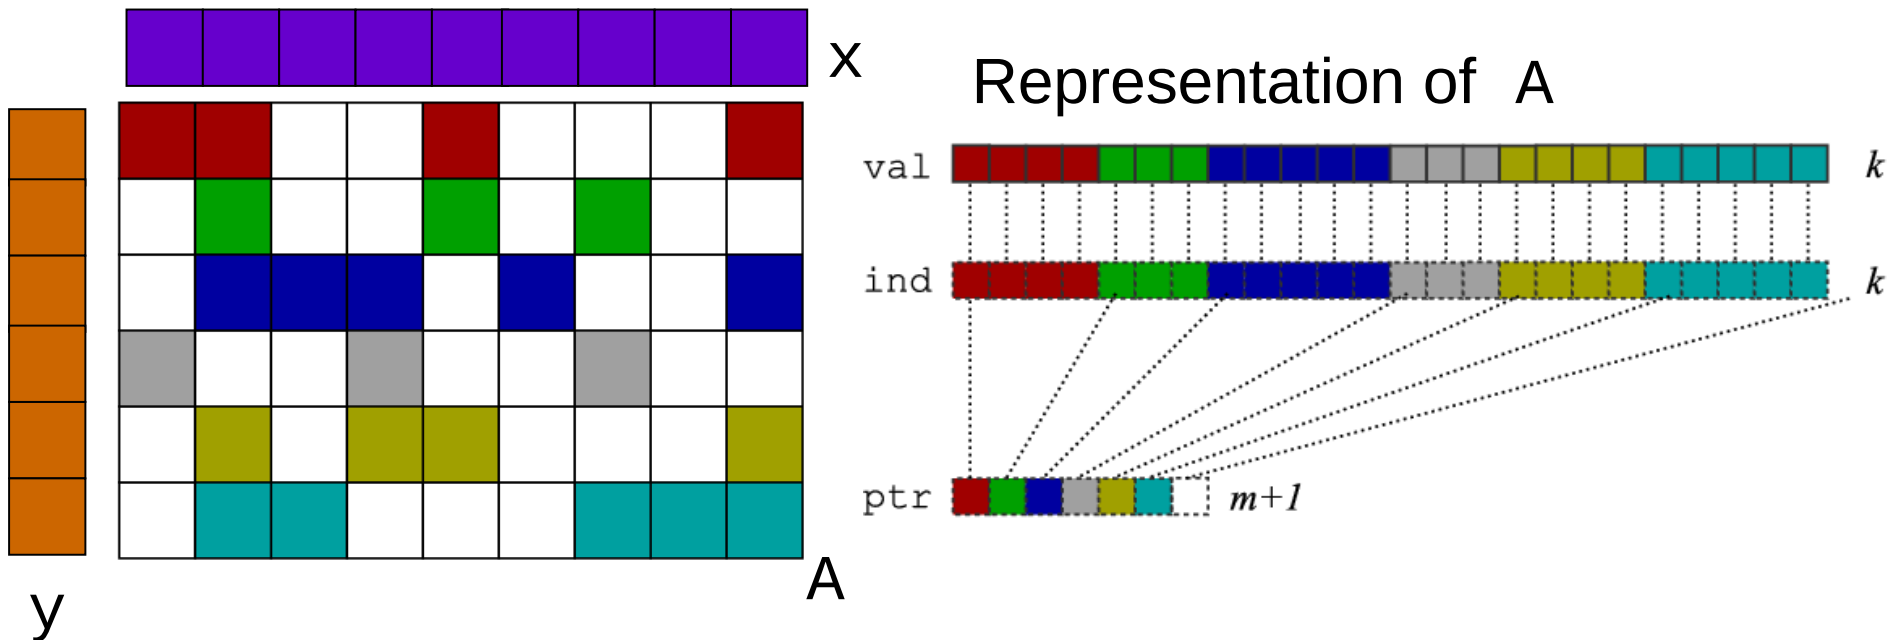 x
Representation of A
val k
ind k
ptr m+1
A
y